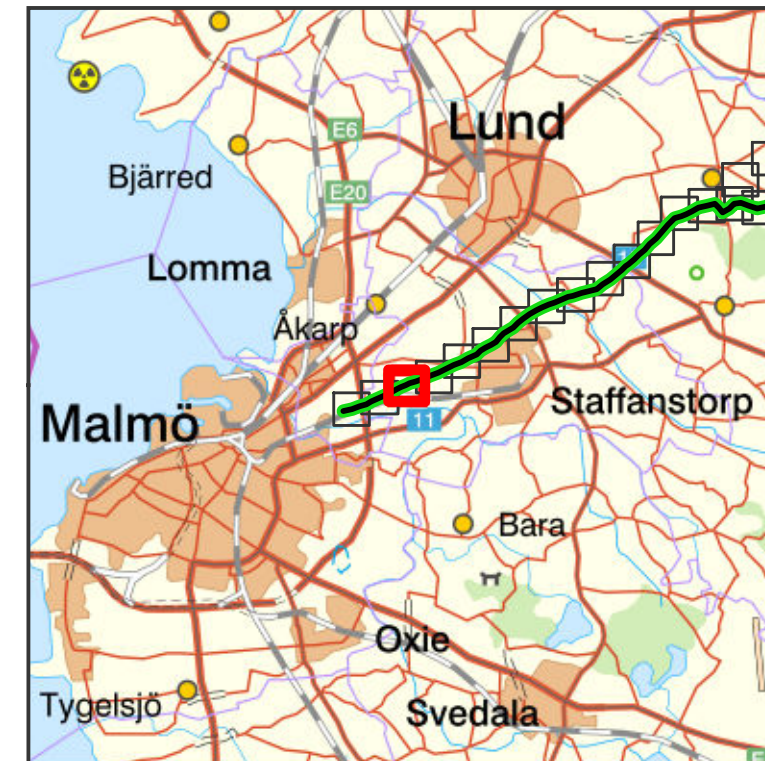 Lund
E6
Bjärred
E20
Lomma
Åkarp
Malmö
Staffanstorp
11
Bara
Oxie
Tygelsjö
Svedala